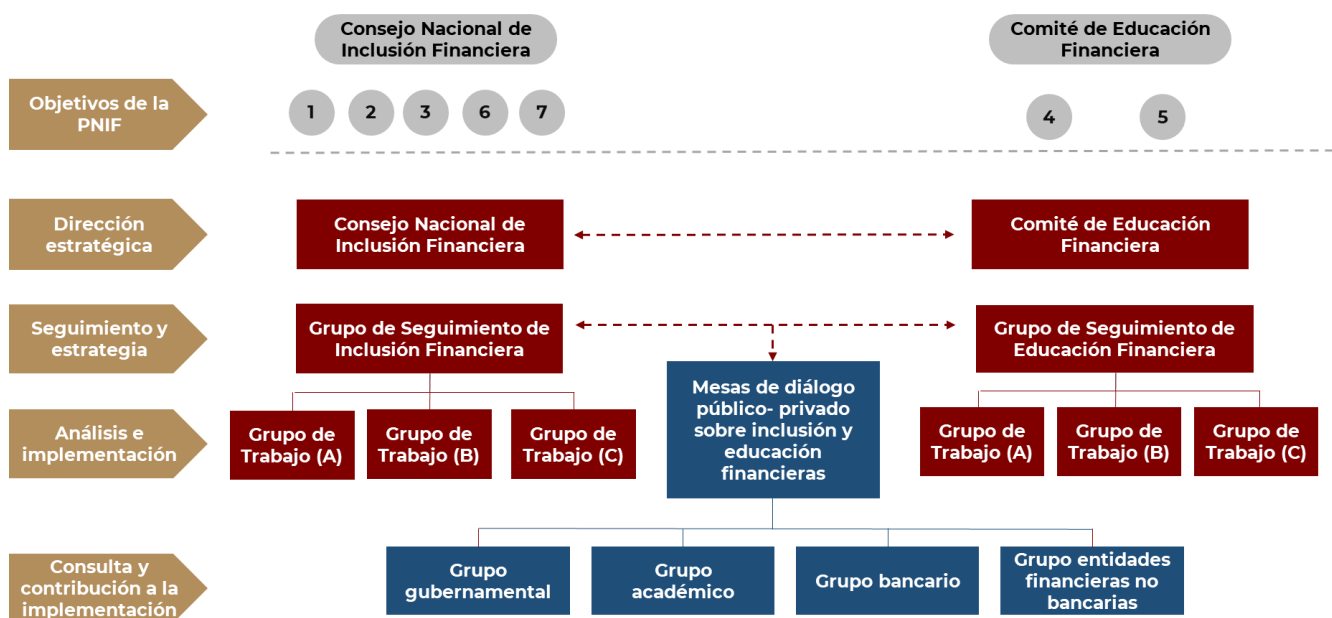 Consejo Nacional de
Inclusión Financiera
Comité de Educación
Financiera
Objetivos de la
PNIF
1
2
3
6
7
4
5
Dirección
estratégica
Consejo Nacional de
Inclusión Financiera
Comité de Educación
Financiera
Seguimiento y
estrategia
Grupo de Seguimiento de
Inclusión Financiera
Grupo de Seguimiento de
Educación Financiera
Mesas de diálogo
público- privado
sobre inclusión y
educación
financieras
Análisis e
implementación
Grupo de
Trabajo (A)
Grupo de
Trabajo (B)
Grupo de
Trabajo (C)
Grupo de
Trabajo (A)
Grupo de
Trabajo (B)
Grupo de
Trabajo (C)
Consulta y
contribución a la
implementación
Grupo
gubernamental
Grupo
académico
Grupo bancario
Grupo entidades
financieras no
bancarias